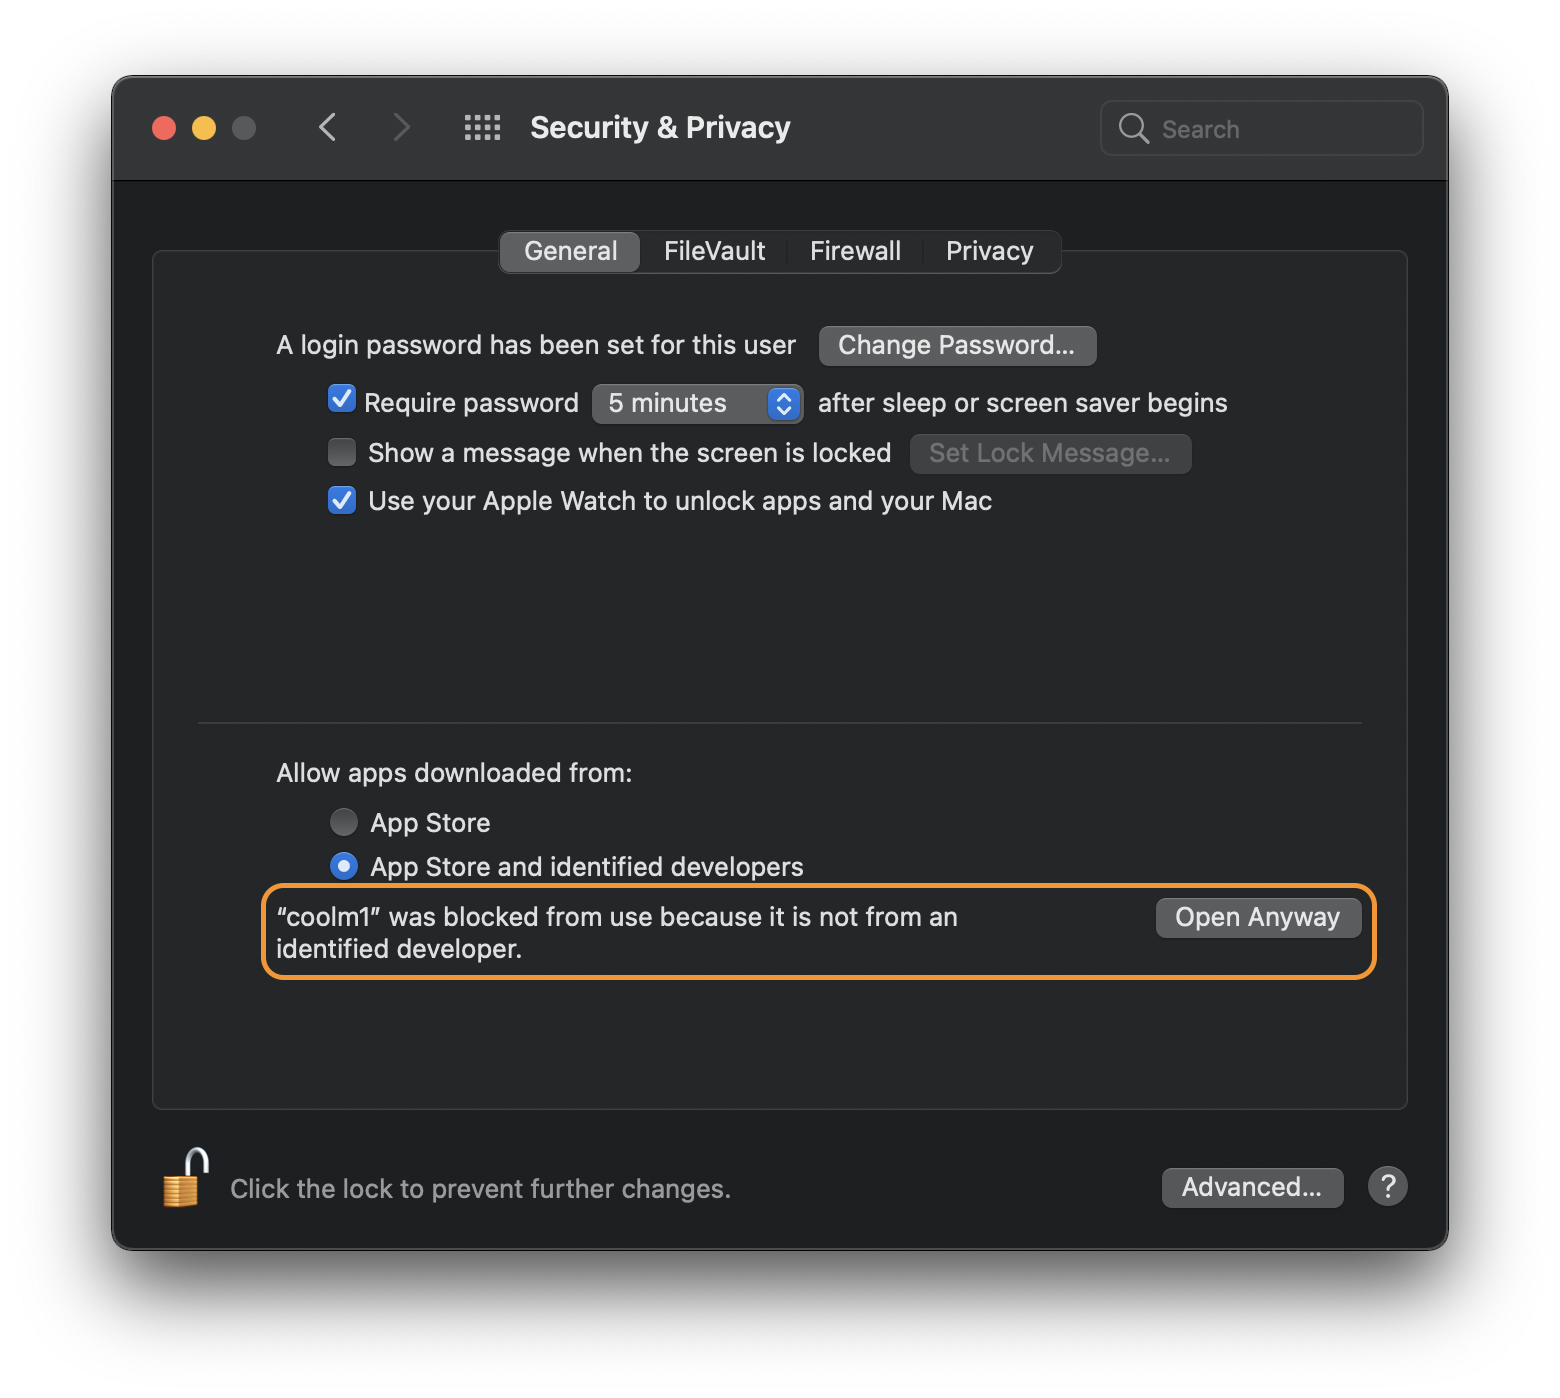 Security & Privacy
Search
General FileVault Firewall Privacy
A login password has been set for this user Change Password...
Require password 5 minutes after sleep or screen saver begins
Show a message when the screen is locked Set Lock Message...
Use your Apple Watch to unlock apps and your Mac
Allow apps downloaded from:
App Store
App Store and identified developers
“coolm1” was blocked from use because it is not from an Open Anyway
identified developer.
Click the lock to prevent further changes. Advanced... ?